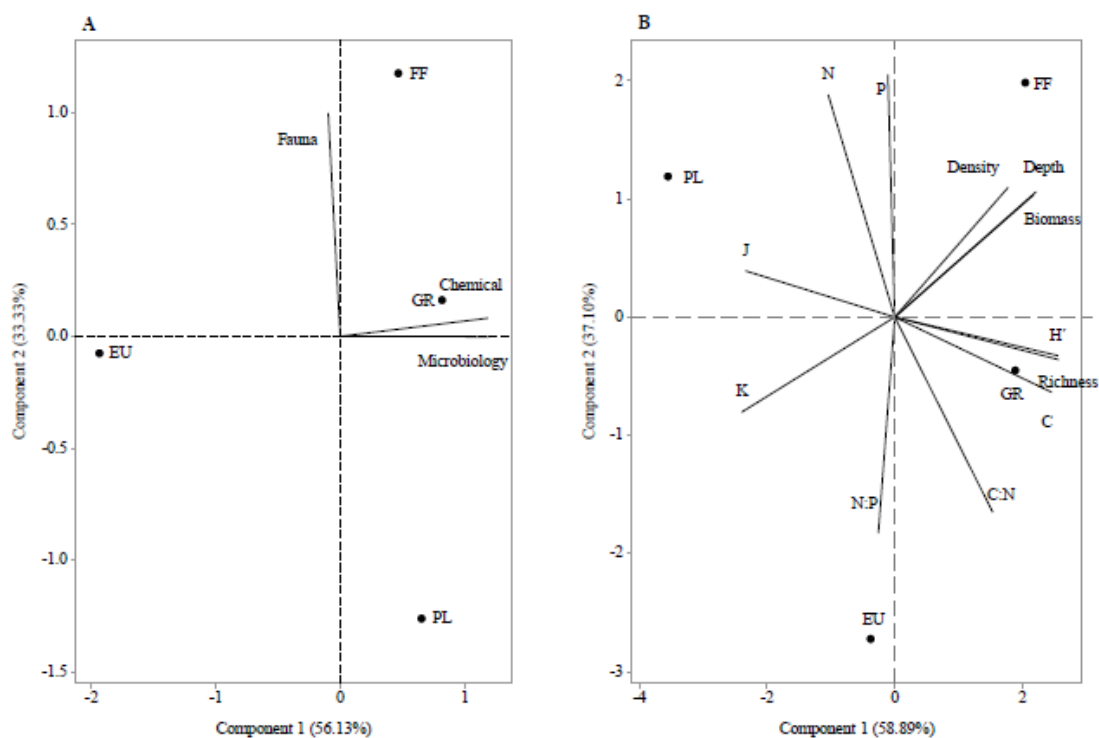 A
FF
1.0
Fauna
0.5
Chemical
GR
0.0
EU
Microbiology
-0.5
-1.0
PL
-1.5
-2
-1
0
1
Component 1 (56.13%)
Component 2 (33.33%)
B
2
N
P
FF
PL
Density
Depth
1
Biomass
J
0
H'
Richness
GR
K
C
-1
C:N
N:P
-2
EU
-3
-4
-2
0
2
Component 1 (58.89%)
Component 2 (37.10%)